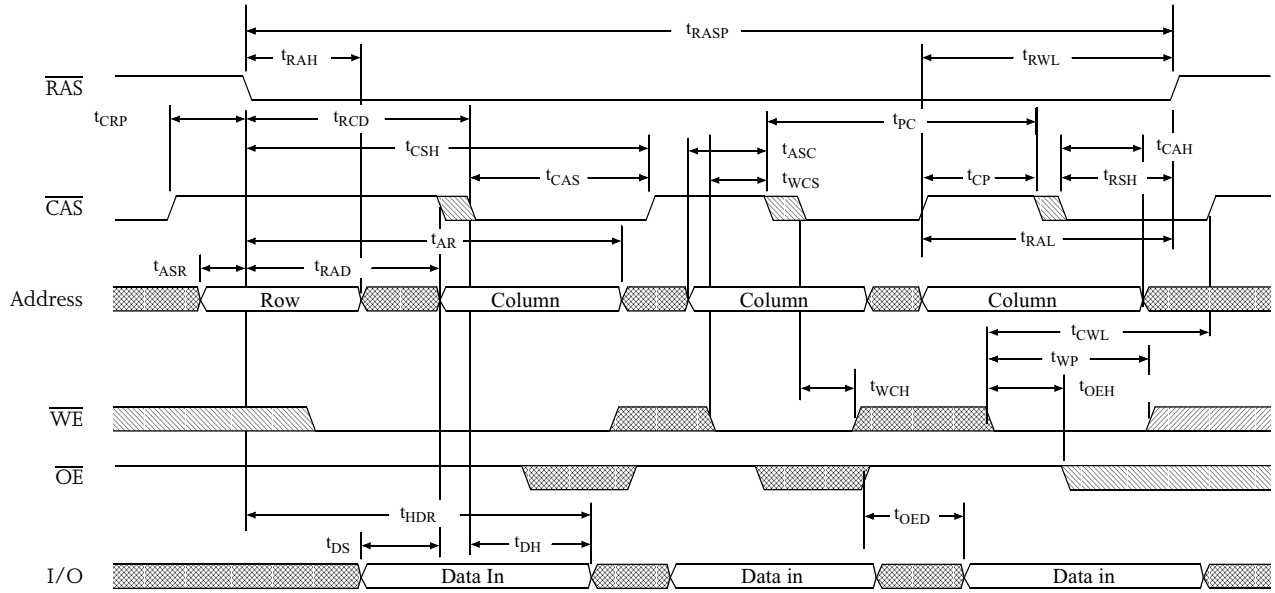 tRASP
tRAH
tRWL
RAS
tCRP
tRCD
tPC
tCSH
tASC
tCAH
tCAS
tWCS
tCP
tRSH
CAS
tAR
tRAL
tASR
tRAD
Address
Row
Column
Column
Column
tCWL
tWP
tWCH
tOEH
WE
OE
tHDR
tOED
tDS
tDH
I/O
Data In
Data in
Data in